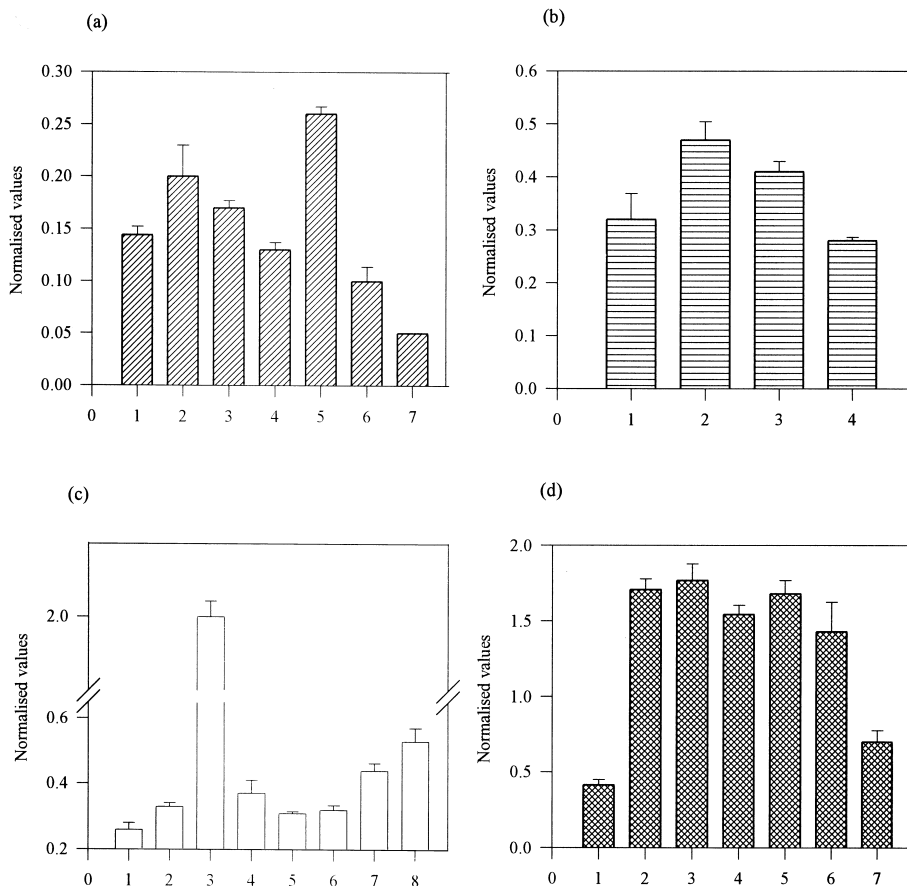 (a)
Normalised values
0.30
0.25
0.20
0.15
0.10
0.05
0.00
0 1 2 3 4 5 6 7
(b)
Normalised values
0.6
0.5
0.4
0.3
0.2
0.1
0.0
0 1 2 3 4
(c)
Normalised values
2.0
0.6
0.4
0.2
0 1 2 3 4 5 6 7 8
(d)
Normalised values
2.0
1.5
1.0
0.5
0.0
0 1 2 3 4 5 6 7